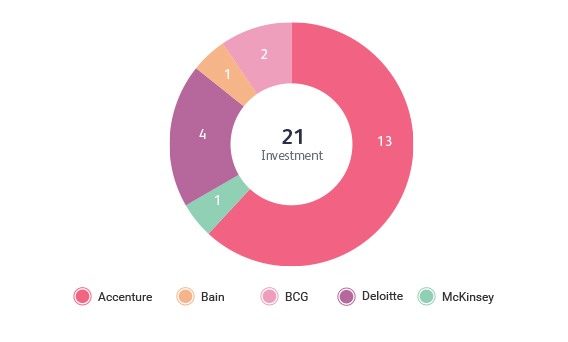 2
1
4
13
1
21
Investment
Accenture
Bain
BCG
Deloitte
McKinsey